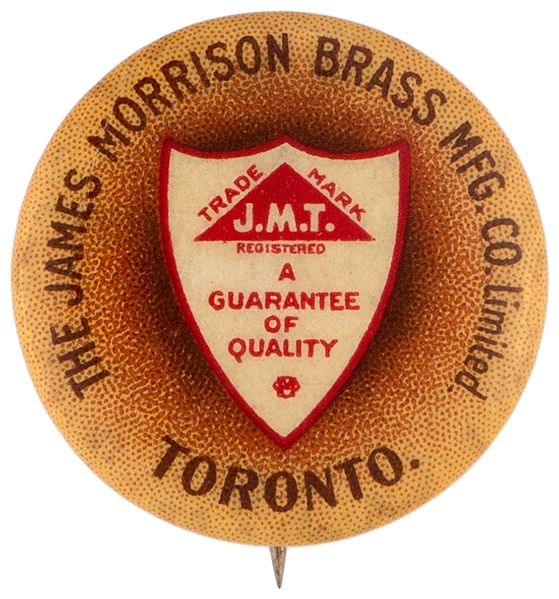 THE JAMES MORRISON BRASS MFG. CO. Limited.
TRADE MARK
J.M.T.
REGISTERED
A
GUARANTEE
OF
QUALITY
TORONTO.